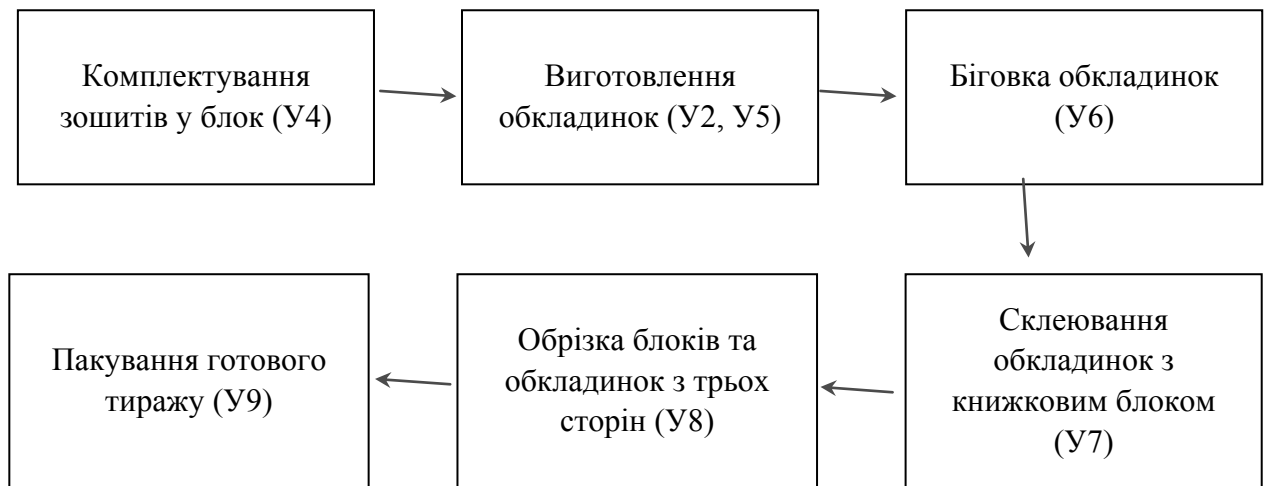 Комплектування
зошитів у блок (У4)
Виготовлення
обкладинок (У2, У5)
Біговка обкладинок
(У6)
Склеювання
обкладинок з
книжковим блоком
(У7)
Обрізка блоків та
обкладинок з трьох
сторін (У8)
Пакування готового
тиражу (У9)